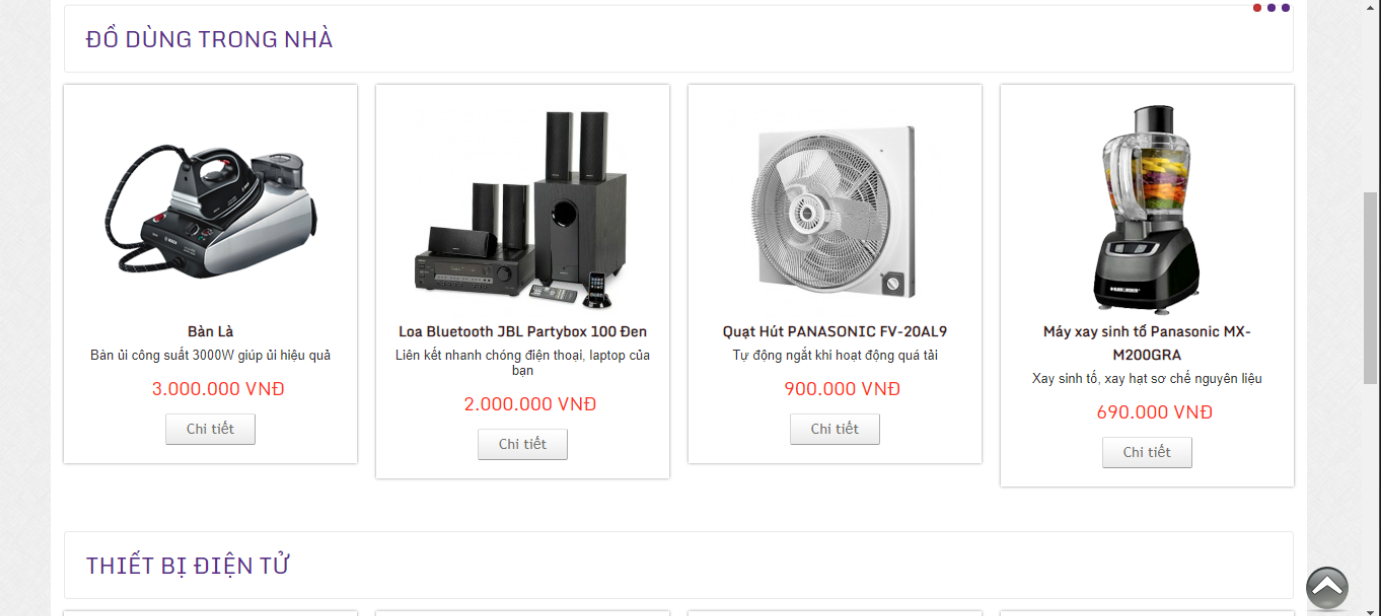 ĐỒ DÙNG TRONG NHÀ
Bàn Là
Bàn ủi công suất 3000W giúp ủi hiệu quả
3.000.000 VNĐ
Chi tiết
Loa Bluetooth JBL Partybox 100 Đen
Liên kết nhanh chóng điện thoại, laptop của
bạn
2.000.000 VNĐ
Chi tiết
Quạt Hút PANASONIC FV-20AL9
Tự động ngắt khi hoạt động quá tải
900.000 VNĐ
Chi tiết
Máy xay sinh tố Panasonic MX-
M200GRA
Xay sinh tố, xay hạt sơ chế nguyên liệu
690.000 VNĐ
Chi tiết
THIẾT BỊ ĐIỆN TỬ